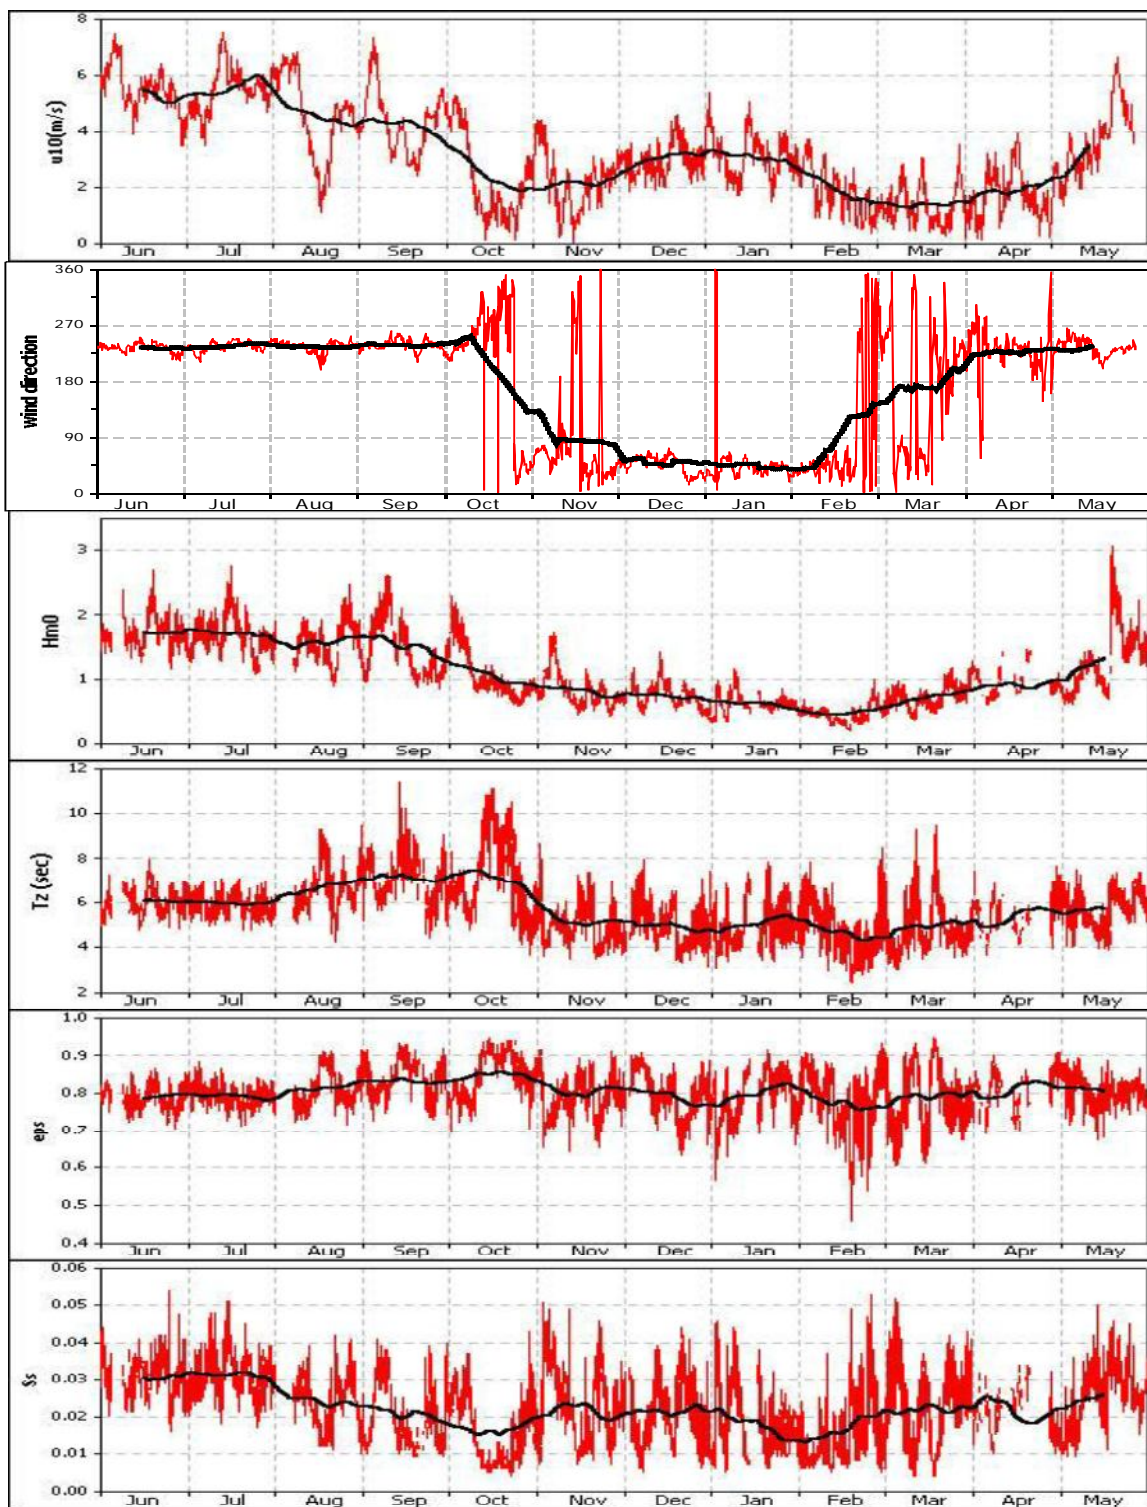 u10(m/s)
8
6
4
2
0
Jun Jul Aug Sep Oct Nov Dec Jan Feb Mar Apr May
wind direction
360
270
180
90
0
Jun Jul Aug Sep Oct Nov Dec Jan Feb Mar Apr May
Hm0
3
2
1
0
Jun Jul Aug Sep Oct Nov Dec Jan Feb Mar Apr May
Tz (sec)
12
10
8
6
4
2
Jun Jul Aug Sep Oct Nov Dec Jan Feb Mar Apr May
eps
1.0
0.9
0.8
0.7
0.6
0.5
0.4
Jun Jul Aug Sep Oct Nov Dec Jan Feb Mar Apr May
Ss
0.06
0.05
0.04
0.03
0.02
0.01
0.00
Jun Jul Aug Sep Oct Nov Dec Jan Feb Mar Apr May